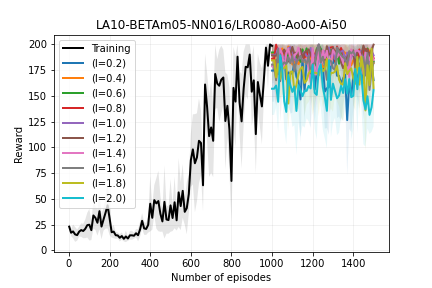 LA10-BETAm05-NN016/LR0080-Ao00-Ai50
Training
(l=0.2)
(l=0.4)
(l=0.6)
(l=0.8)
(l=1.0)
(l=1.2)
(l=1.4)
(l=1.6)
(l=1.8)
(l=2.0)
Reward
200
175
150
125
100
75
50
25
0
0 200 400 600 800 1000 1200 1400
Number of episodes